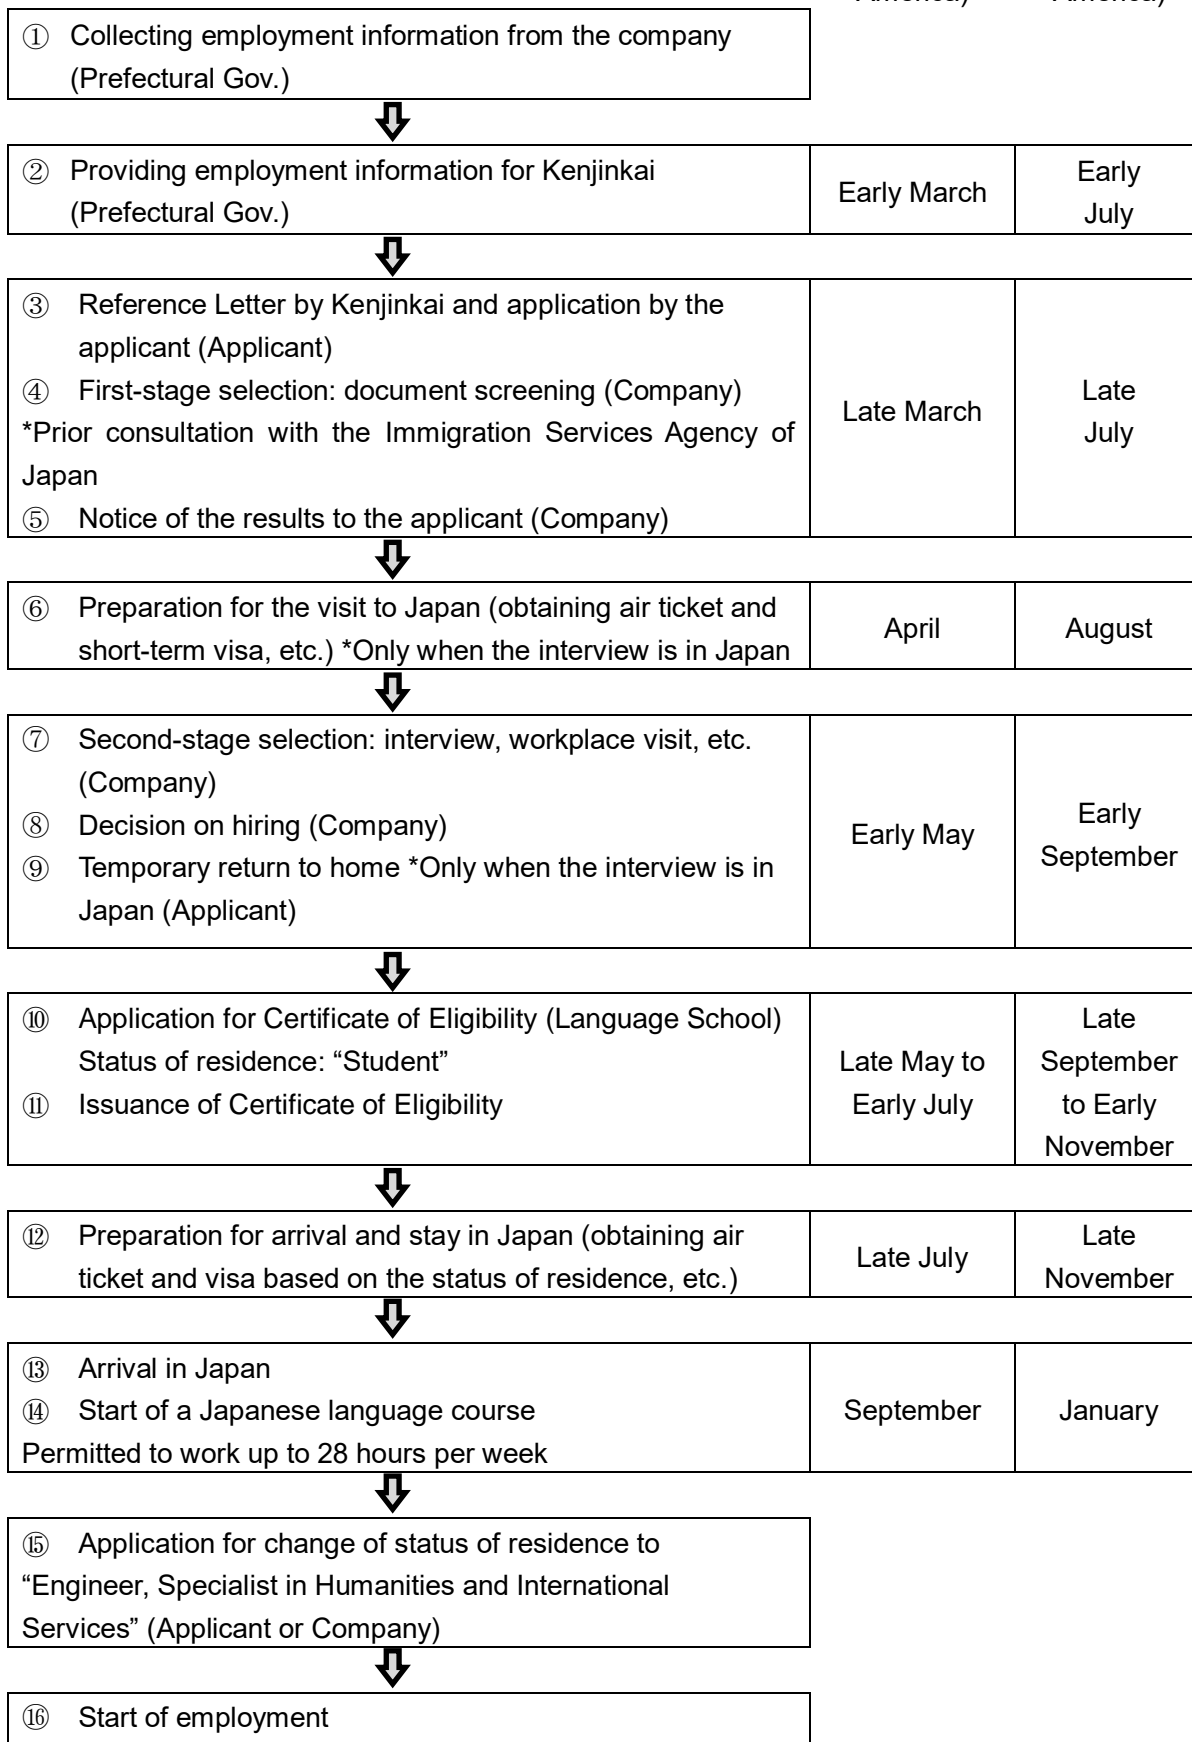 America)
America)
① Collecting employment information from the company
(Prefectural Gov.)
② Providing employment information for Kenjinkai
(Prefectural Gov.)
Early March
Early
July
③ Reference Letter by Kenjinkai and application by the
applicant (Applicant)
④ First-stage selection: document screening (Company)
*Prior consultation with the Immigration Services Agency of
Japan
⑤ Notice of the results to the applicant (Company)
Late March
Late
July
⑥ Preparation for the visit to Japan (obtaining air ticket and
short-term visa, etc.) *Only when the interview is in Japan
April
August
⑦ Second-stage selection: interview, workplace visit, etc.
(Company)
⑧ Decision on hiring (Company)
⑨ Temporary return to home *Only when the interview is in
Japan (Applicant)
Early May
Early
September
⑩ Application for Certificate of Eligibility (Language School)
Status of residence: “Student”
⑪ Issuance of Certificate of Eligibility
Late May to
Early July
Late
September
to Early
November
⑫ Preparation for arrival and stay in Japan (obtaining air
ticket and visa based on the status of residence, etc.)
Late July
Late
November
⑬ Arrival in Japan
⑭ Start of a Japanese language course
Permitted to work up to 28 hours per week
September
January
⑮ Application for change of status of residence to
“Engineer, Specialist in Humanities and International
Services” (Applicant or Company)
⑯ Start of employment